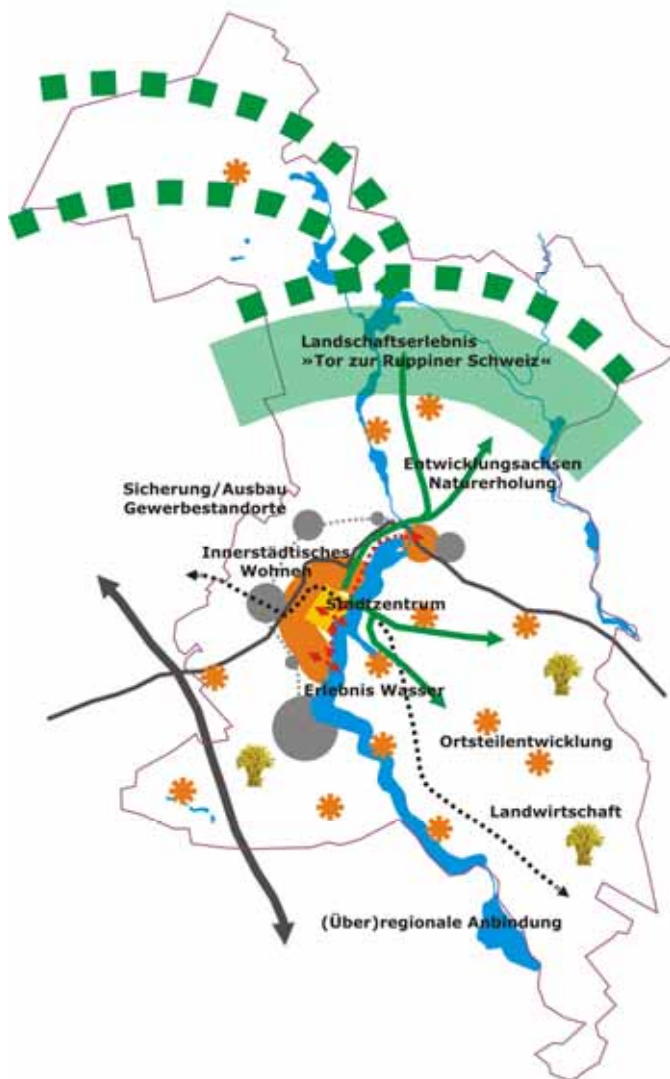 Landschaftserlebnis
»Tor zur Ruppiner Schweiz«
Entwicklungsachsen
Naturerholung
Sicherung/Ausbau
Gewerbestandorte
Innerstädtisches
Wohnen
Stadtzentrum
Erlebnis Wasser
Ortsteilentwicklung
Landwirtschaft
(Über)regionale Anbindung